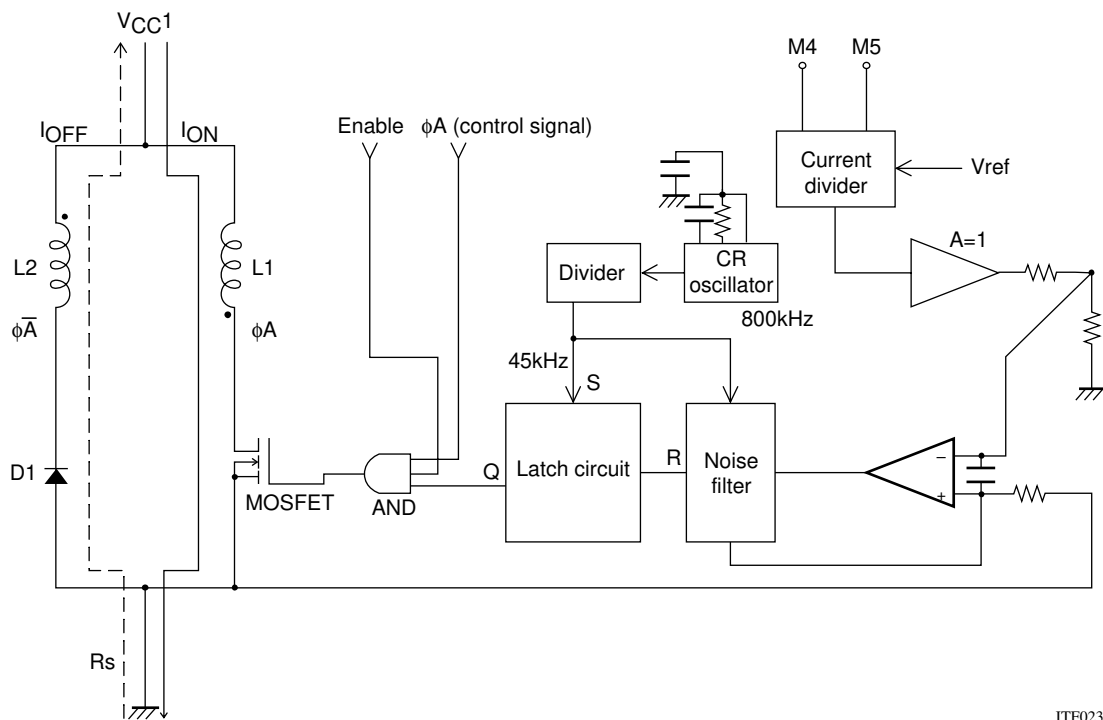 VCC1
M4 M5
IOFF ION
Enable ϕA (control signal)
Current
divider
Vref
A=1
L2 L1
Divider
CR
oscillator
800kHz
ϕA̅ ϕA
45kHz
S
D1
MOSFET
AND
Q
Latch circuit
R
Noise
filter
−
+
Rs